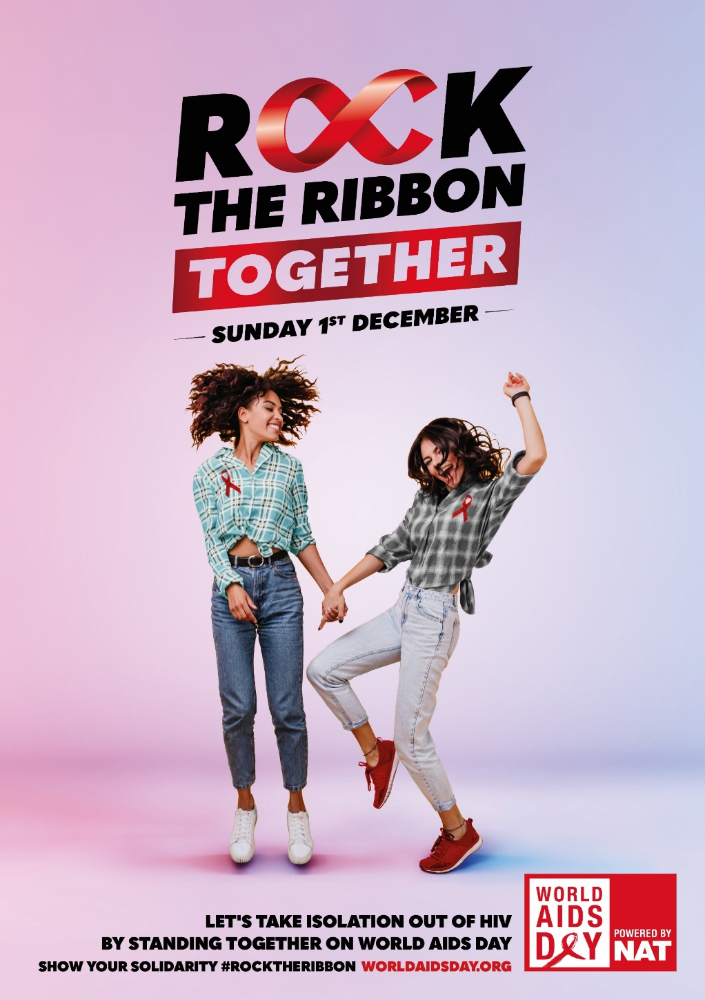 ROCK
THE RIBBON
TOGETHER
SUNDAY 1ST DECEMBER
LET'S TAKE ISOLATION OUT OF HIV
BY STANDING TOGETHER ON WORLD AIDS DAY
SHOW YOUR SOLIDARITY #ROCKTHERIBBON WORLDAIDSDAY.ORG
WORLD
AIDS
DAY
POWERED BY
NAT